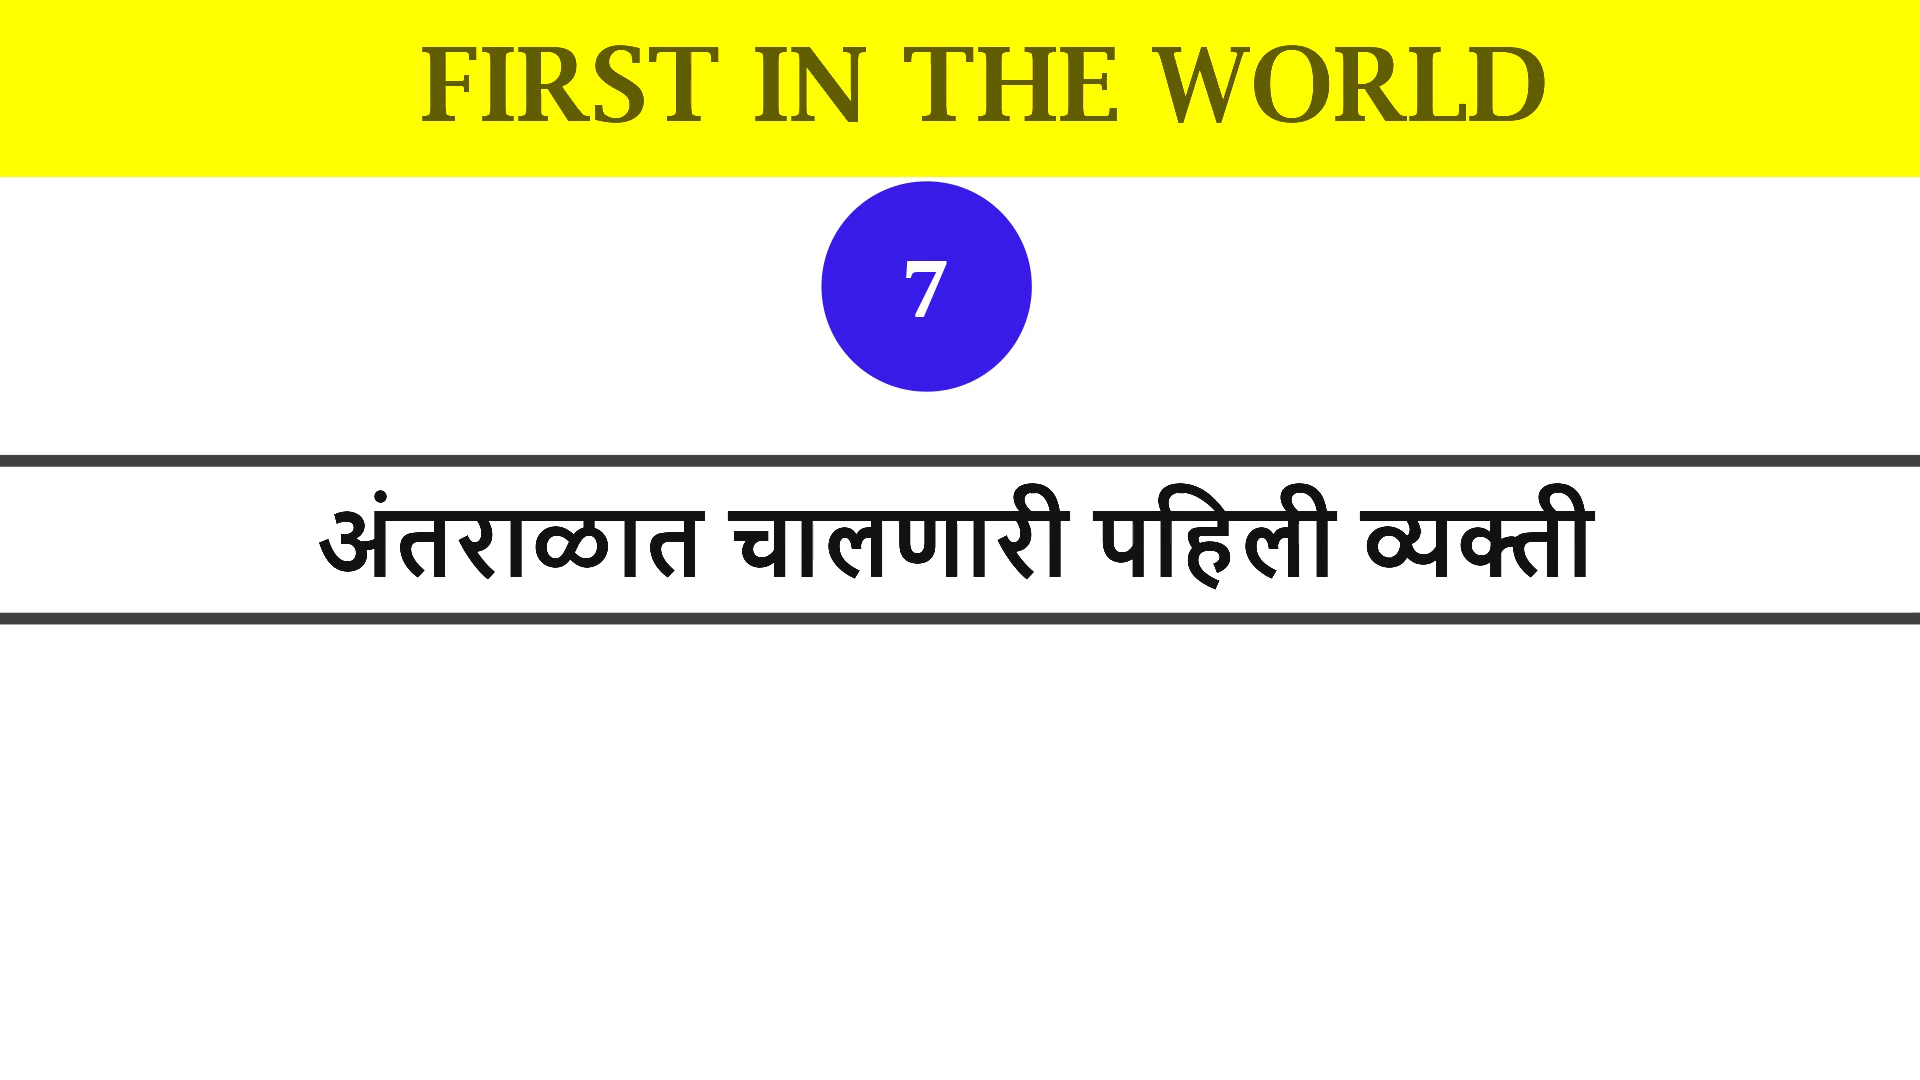 FIRST IN THE WORLD
7
अंतराळात चालणारी पहिली व्यक्ती